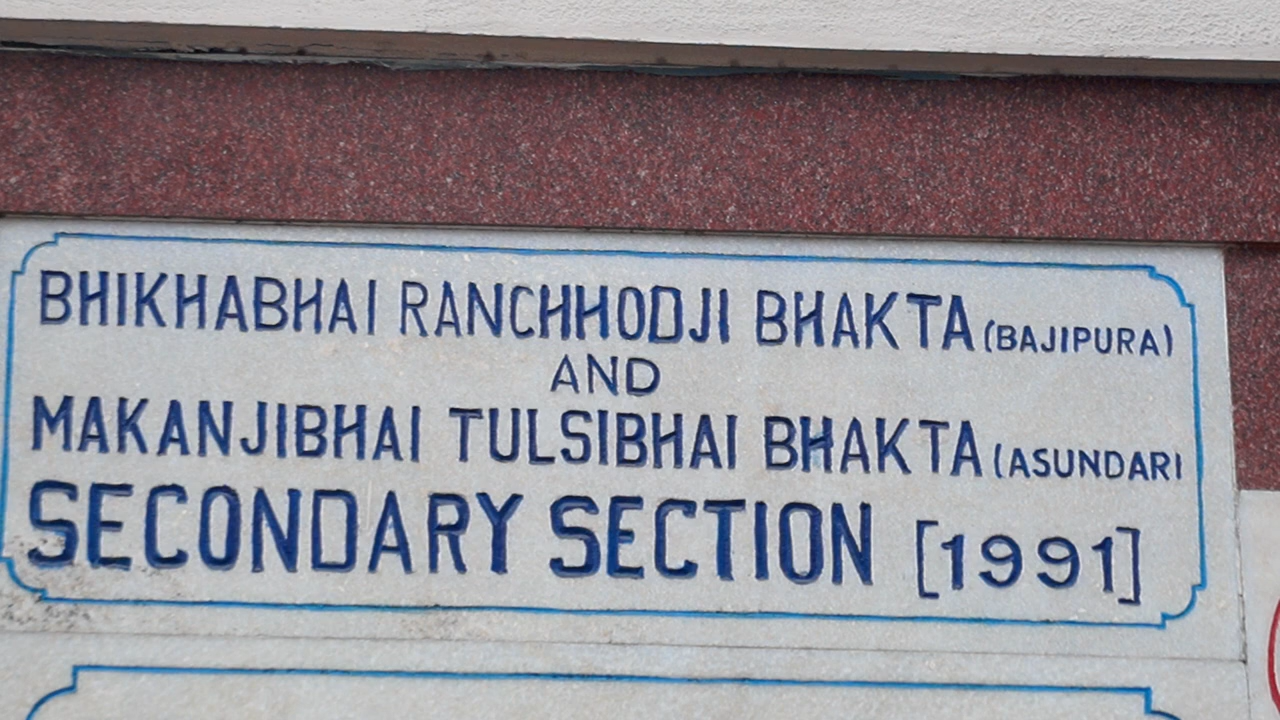 BHIKHABHAI RANCHHODJI BHAKTA (BAJIPURA)
AND
MAKANJIBHAI TULSIBHAI BHAKTA (ASUNDARI
SECONDARY SECTION [1991]